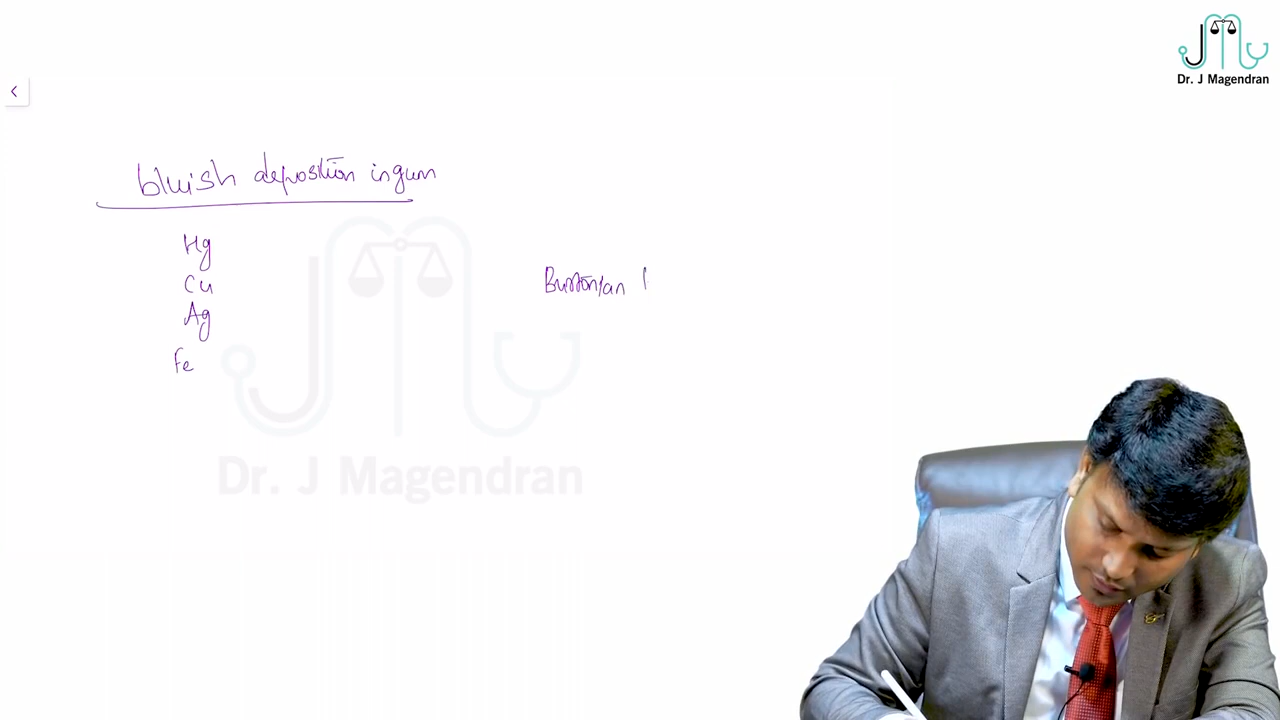 Dr. J Magendran
bluish deposition in gum
Hg
Cu
Ag
Fe
Burtonian l
Dr. J Magendran